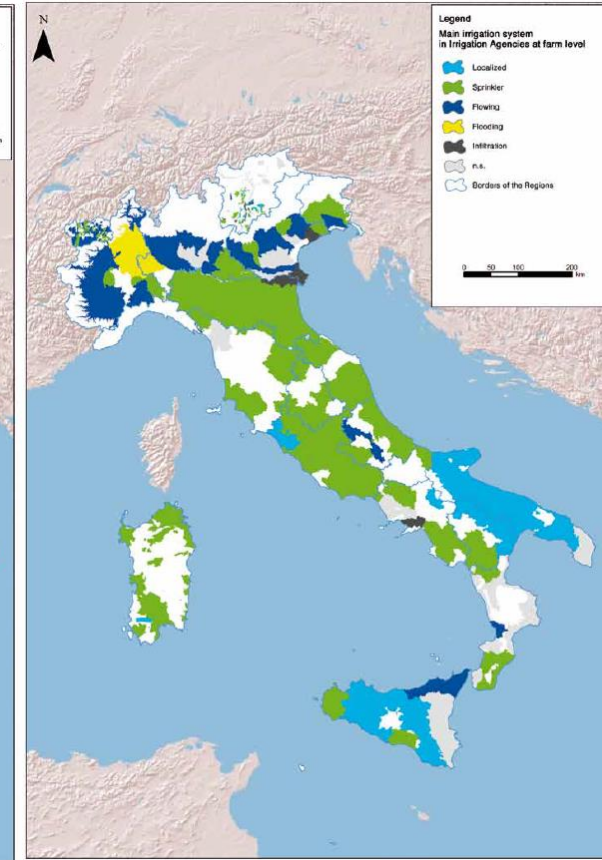 N
Legend
Main irrigation system
in Irrigation Agencies at farm level
Localized
Sprinkler
Flowing
Flooding
Infiltration
n.s.
Borders of the Regions
0 50 100 200
km